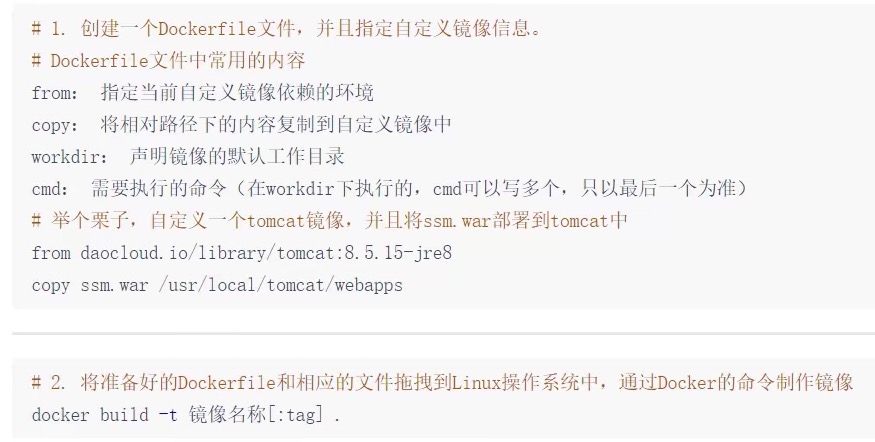 # 1. 创建一个Dockerfile文件，并且指定自定义镜像信息。
# Dockerfile文件中常用的内容
from： 指定当前自定义镜像依赖的环境
copy： 将相对路径下的内容复制到自定义镜像中
workdir： 声明镜像的默认工作目录
cmd： 需要执行的命令（在workdir下执行的，cmd可以写多个，只以最后一个为准）
# 举个栗子，自定义一个tomcat镜像，并且将ssm.war部署到tomcat中
from daocloud.io/library/tomcat:8.5.15-jre8
copy ssm.war /usr/local/tomcat/webapps
# 2. 将准备好的Dockerfile和相应的文件拖拽到Linux操作系统中，通过Docker的命令制作镜像
docker build -t 镜像名称[:tag] .